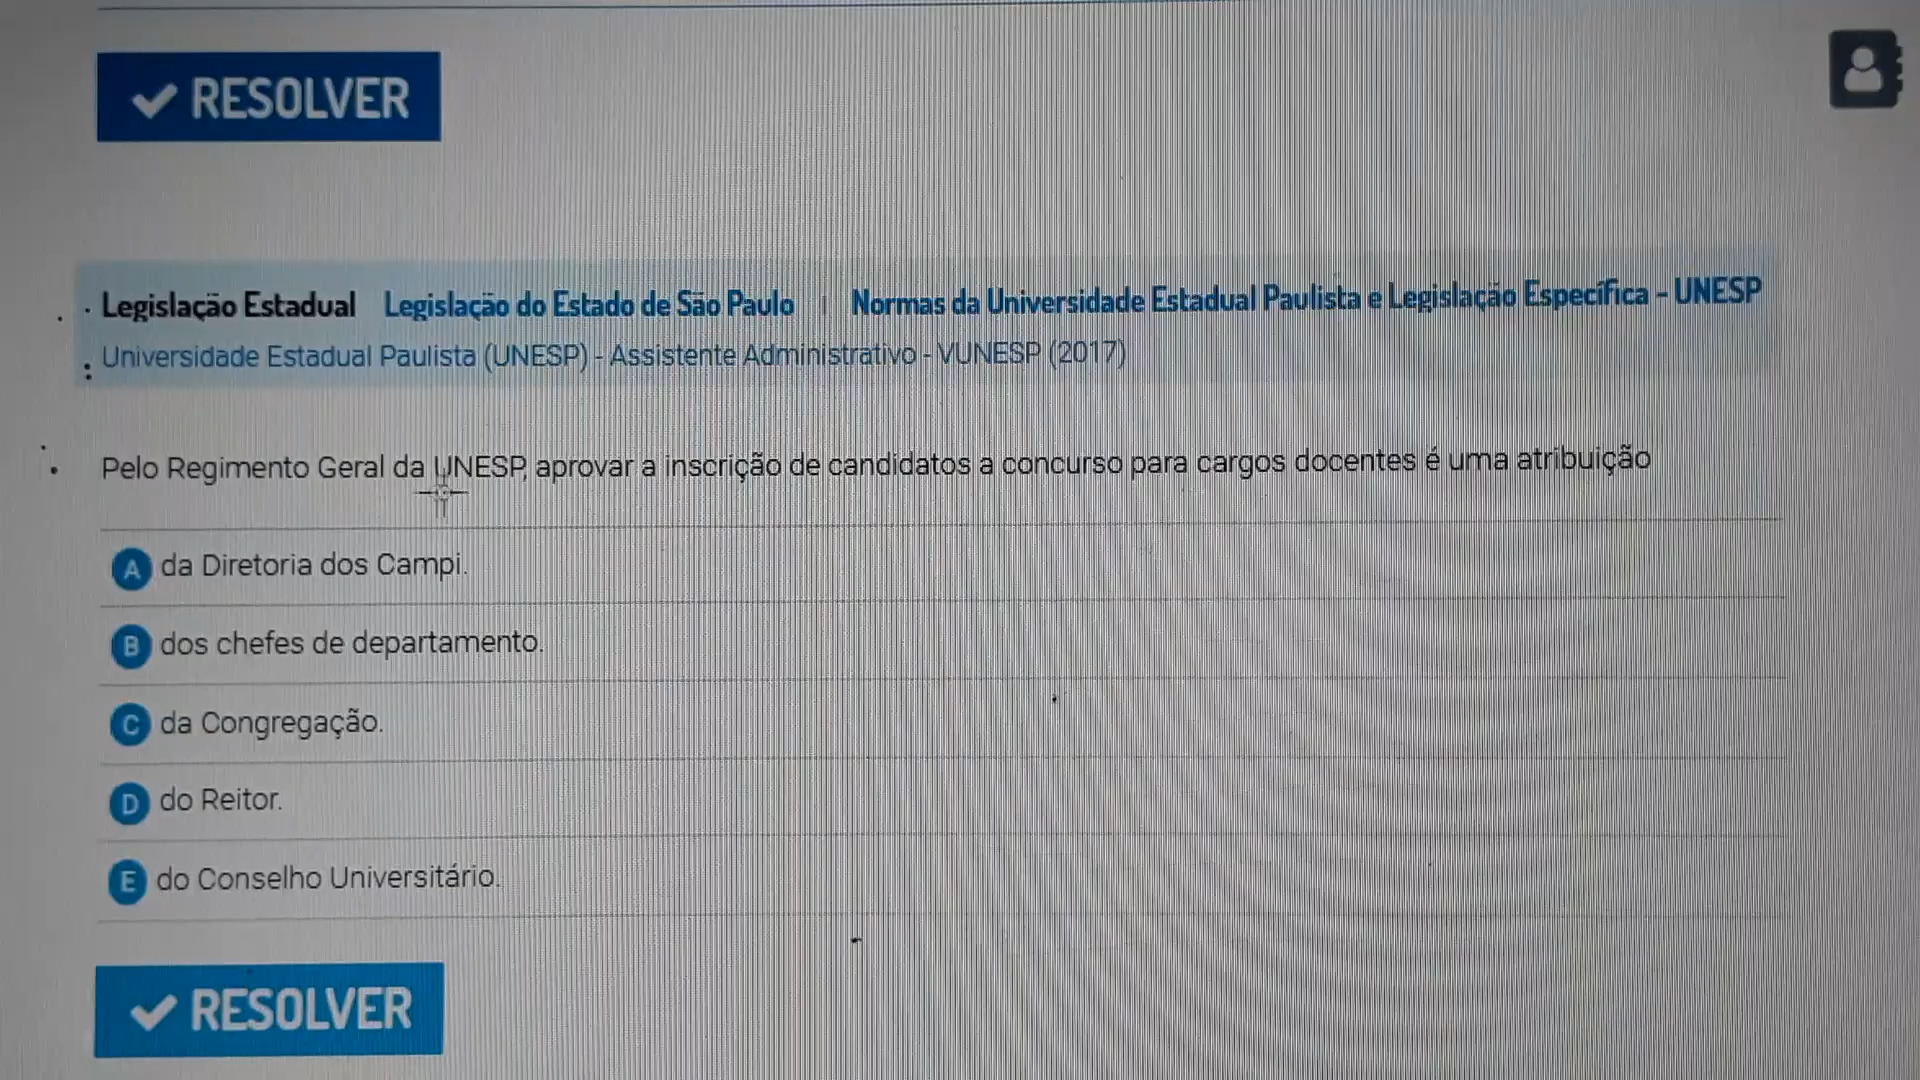 RESOLVER
Legislação Estadual Legislação do Estado de São Paulo | Normas da Universidade Estadual Paulista e Legislação Específica - UNESP
Universidade Estadual Paulista (UNESP) - Assistente Administrativo - VUNESP (2017)
Pelo Regimento Geral da UNESP, aprovar a inscrição de candidatos a concurso para cargos docentes é uma atribuição
A da Diretoria dos Campi.
B dos chefes de departamento.
C da Congregação.
D do Reitor.
E do Conselho Universitário.
RESOLVER